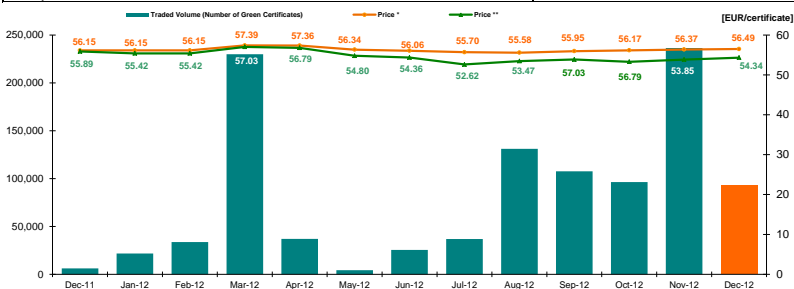 Traded Volume (Number of Green Certificates) Price * Price **
[EUR/certificate]
250,000 56.15 56.15 56.15 57.39 57.36 56.34 56.06 55.70 55.58 55.95 56.17 56.37 56.49 60
55.89 55.42 55.42 57.03 56.79 54.80 54.36 52.62 53.47 57.03 56.79 53.85 54.34
200,000 50
150,000 40
30
100,000 20
50,000 10
0 0
Dec-11 Jan-12 Feb-12 Mar-12 Apr-12 May-12 Jun-12 Jul-12 Aug-12 Sep-12 Oct-12 Nov-12 Dec-12